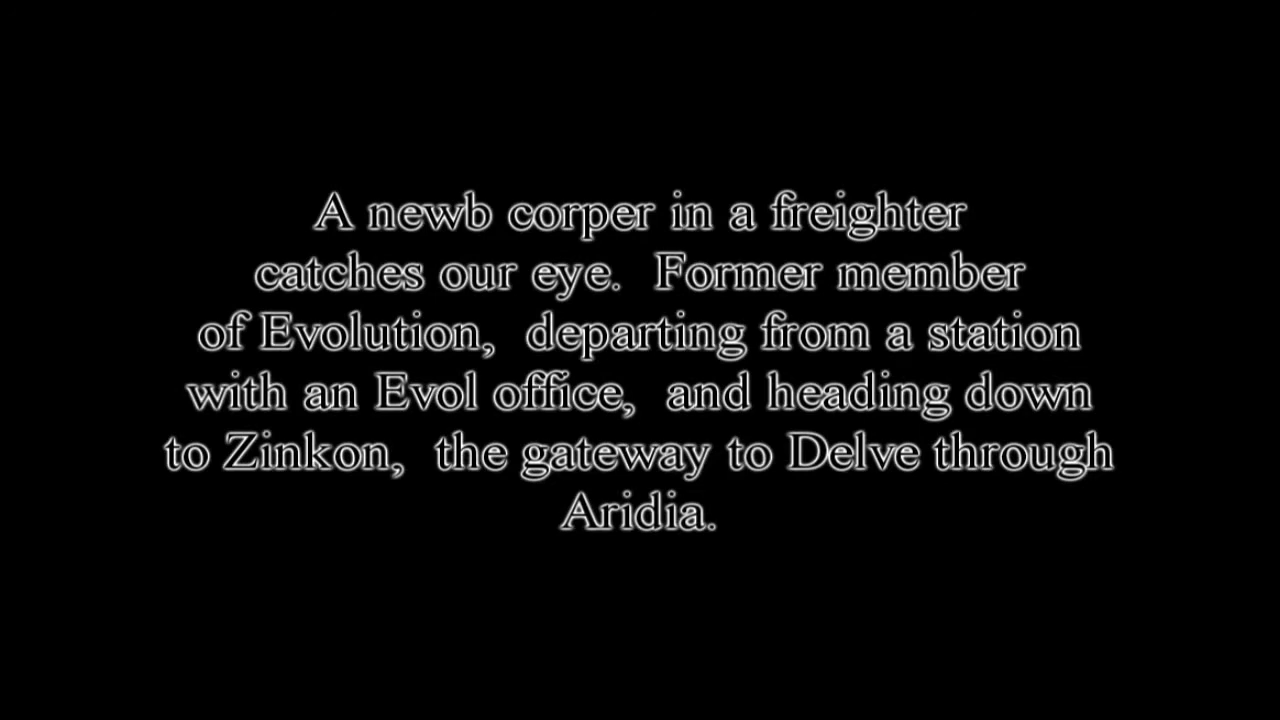 A newb corper in a freighter
catches our eye.  Former member
of Evolution,  departing from a station
with an Evol office,  and heading down
to Zinkon,  the gateway to Delve through
Aridia.